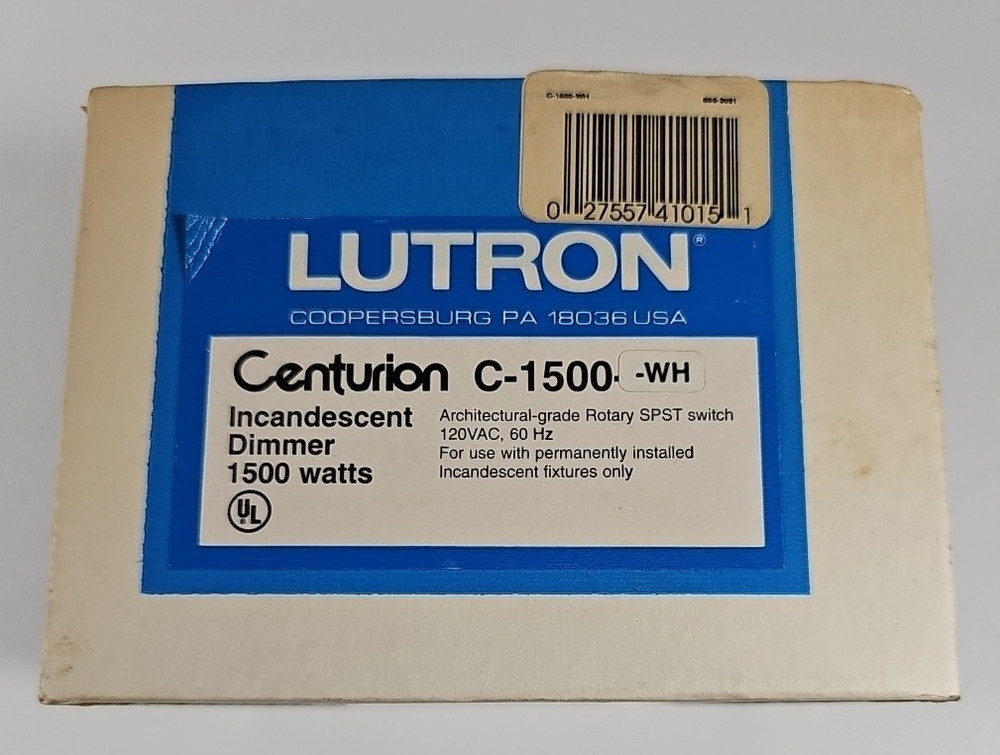 C-1500-WH
0 27557 41015 1
LUTRON®
COOPERSBURG PA 18036 USA
Centurion C-1500- -WH
Incandescent
Dimmer
1500 watts
Architectural-grade Rotary SPST switch
120VAC, 60 Hz
For use with permanently installed
Incandescent fixtures only
UL